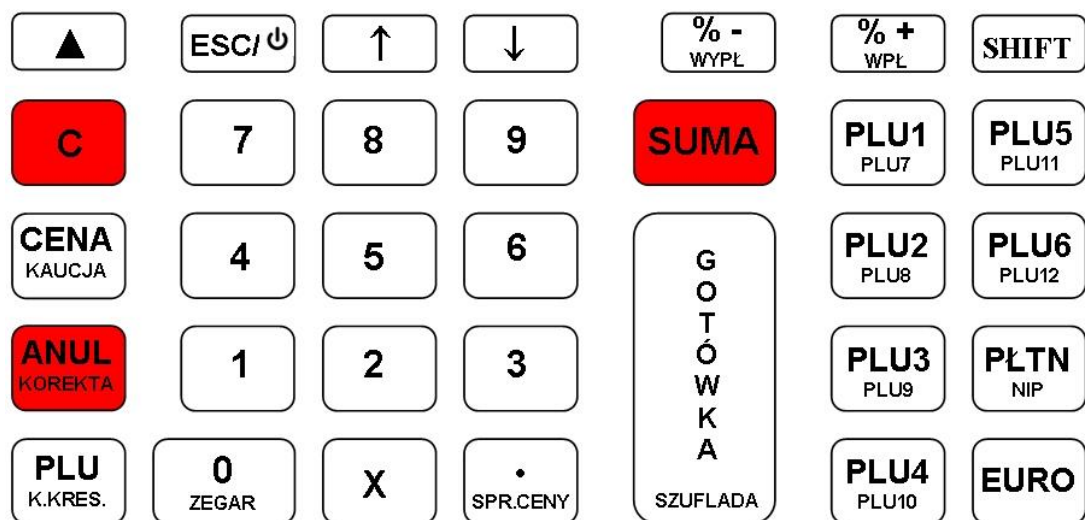 ▲ ESC/⏻ ↑ ↓ % - % + SHIFT
WYPŁ WPŁ
C 7 8 9 SUMA PLU1 PLU5
PLU7 PLU11
CENA 4 5 6 PLU2 PLU6
KAUCJA PLU8 PLU12
ANUL 1 2 3 PLU3 PŁTN
KOREKTA PLU9 NIP
PLU 0 X . GOTÓWKA PLU4 EURO
K.KRES. ZEGAR SPR.CENY SZUFLADA PLU10